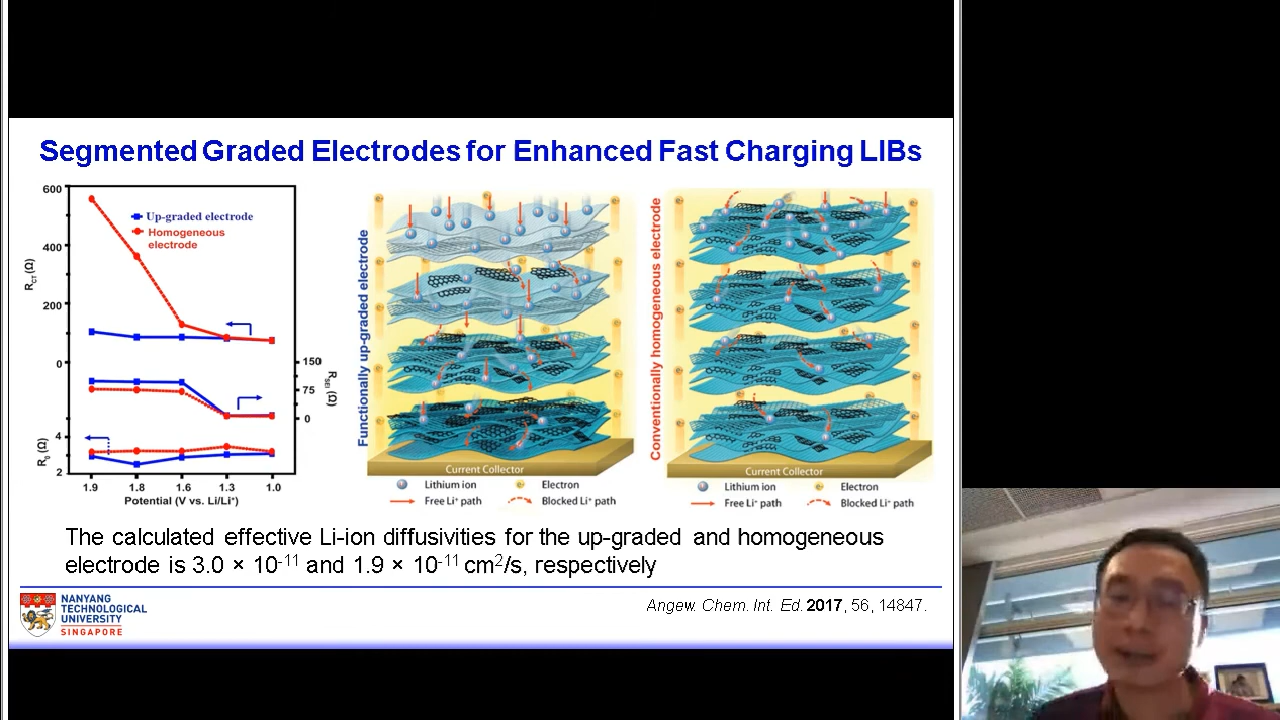 Segmented Graded Electrodes for Enhanced Fast Charging LIBs
600
400
200
0
R_CT (Ω)
Up-graded electrode
Homogeneous
electrode
150
75
0
R_SEI (Ω)
4
2
R_0 (Ω)
1.9 1.8 1.6 1.3 1.0
Potential (V vs. Li/Li⁺)
Functionally up-graded electrode
Current Collector
Lithium ion Electron
Free Li⁺ path Blocked Li⁺ path
Conventionally homogeneous electrode
Current Collector
Lithium ion Electron
Free Li⁺ path Blocked Li⁺ path
The calculated effective Li-ion diffusivities for the up-graded and homogeneous
electrode is 3.0 × 10⁻¹¹ and 1.9 × 10⁻¹¹ cm²/s, respectively
NANYANG
TECHNOLOGICAL
UNIVERSITY
SINGAPORE
Angew. Chem. Int. Ed. 2017, 56, 14847.